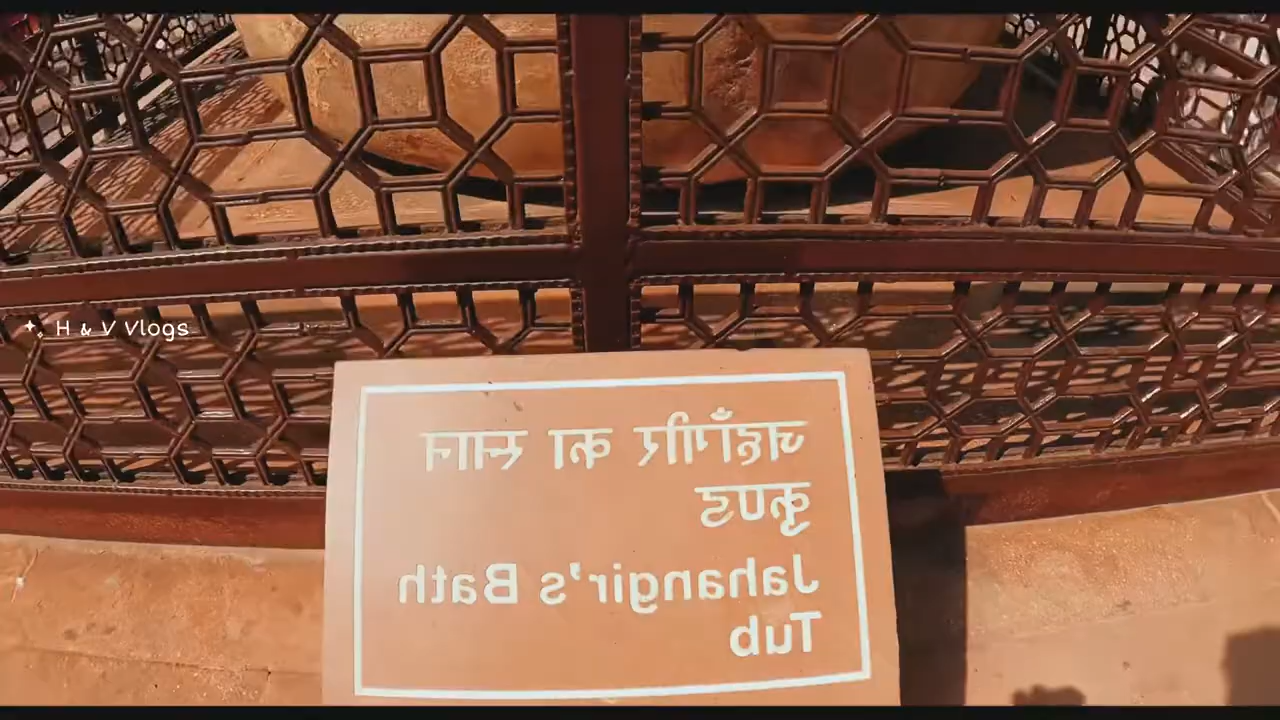 H & V Vlogs
जहाँगीर का स्नान
कुण्ड
Jahangir's Bath
Tub